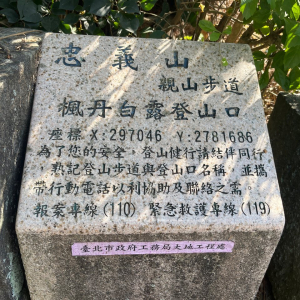 忠義山
親山步道
楓丹白露登山口
座標 X:297046 Y:2781686
為了您的安全，登山健行請結伴同行
，熟記登山步道與登山口名稱，並攜
帶行動電話以利協助及聯絡之需。
報案專線(110) 緊急救護專線(119)
臺北市政府工務局大地工程處